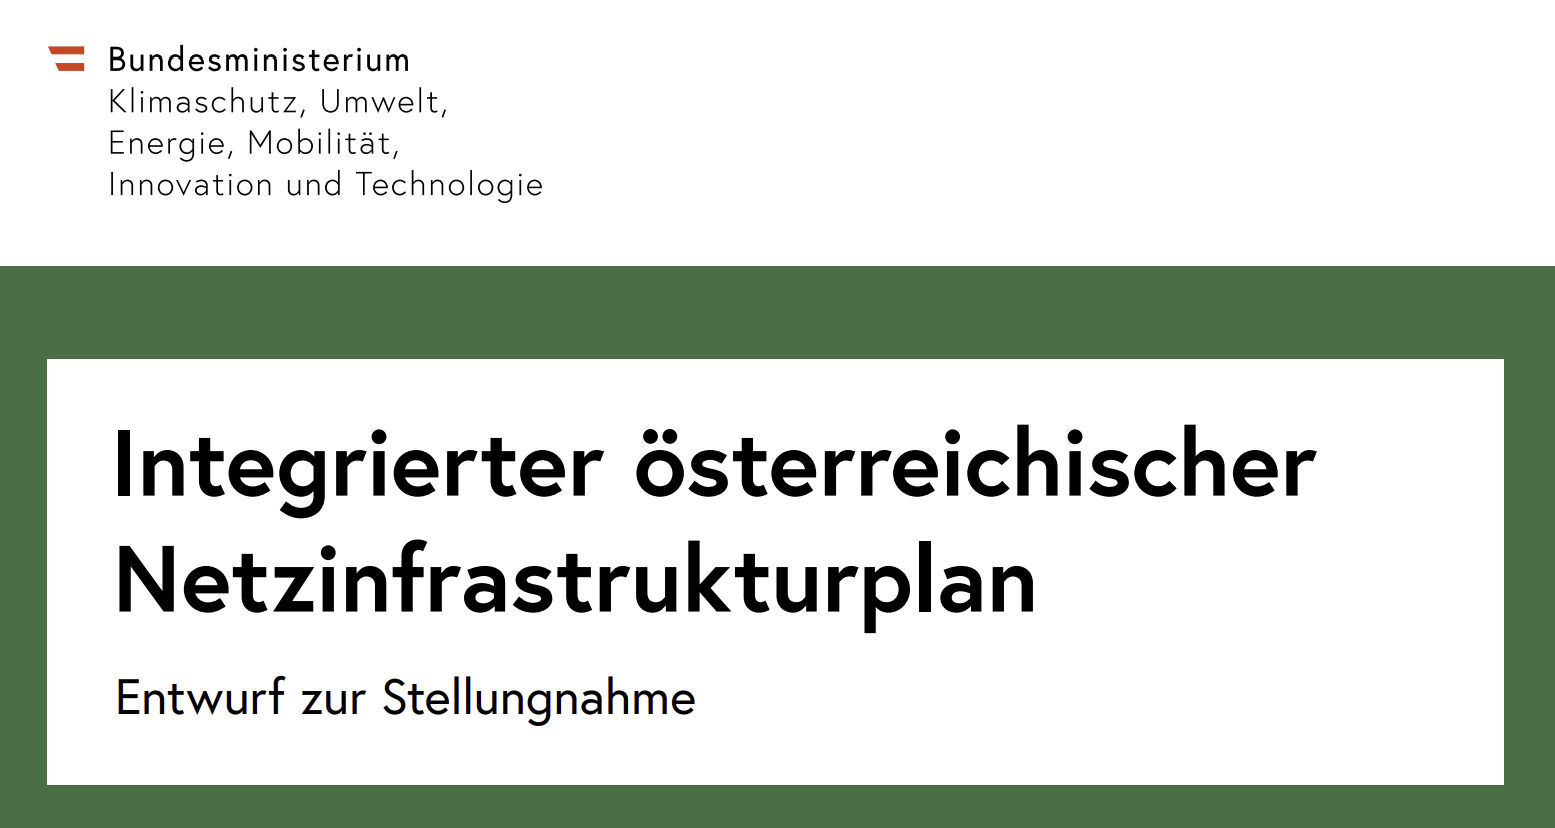 Bundesministerium
Klimaschutz, Umwelt,
Energie, Mobilität,
Innovation und Technologie
Integrierter österreichischer
Netzinfrastrukturplan
Entwurf zur Stellungnahme